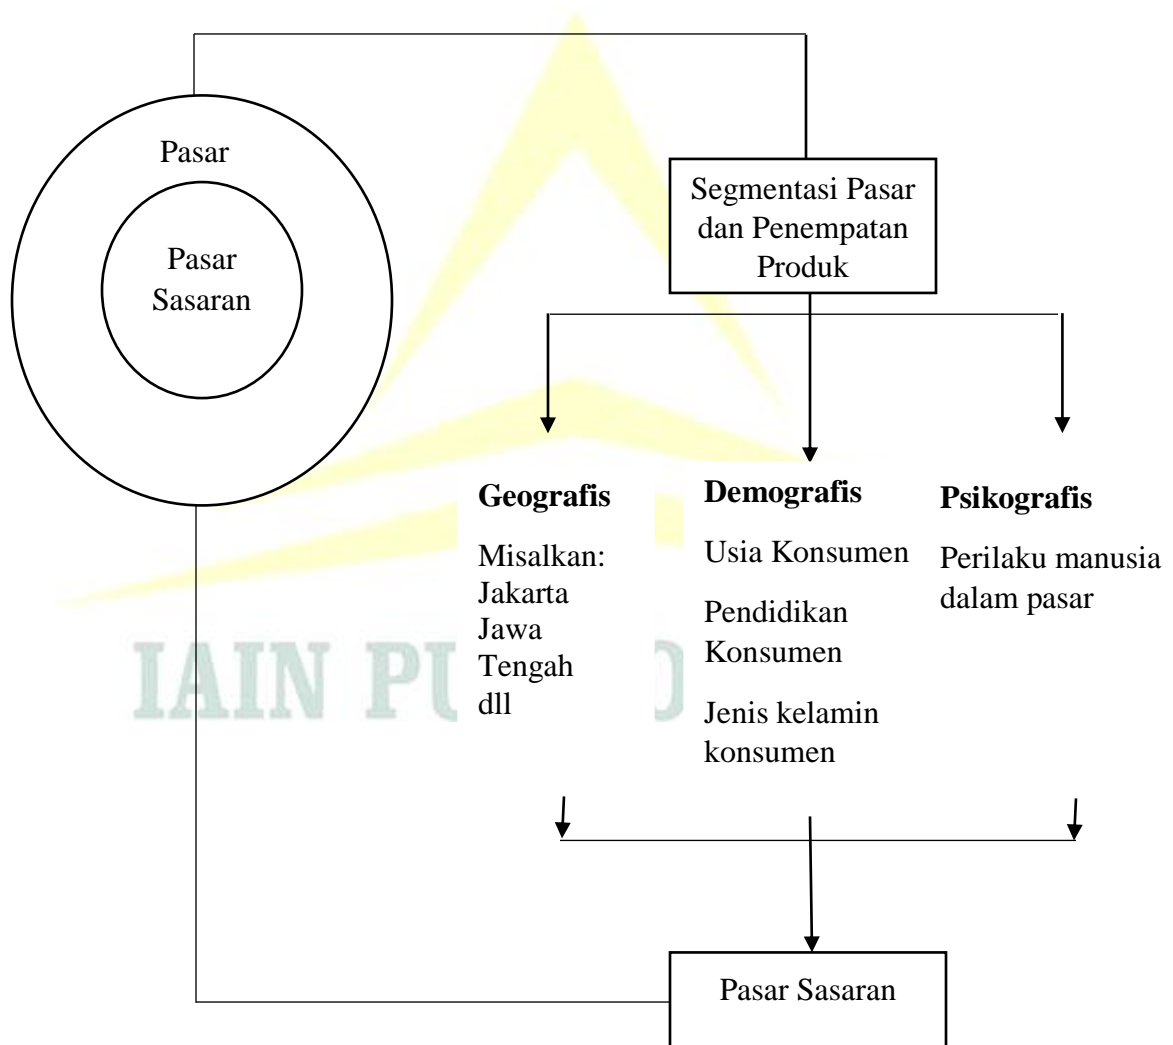 Pasar
Pasar
Sasaran
Segmentasi Pasar
dan Penempatan
Produk
Geografis
Misalkan:
Jakarta
Jawa
Tengah
dll
Demografis
Usia Konsumen
Pendidikan
Konsumen
Jenis kelamin
konsumen
Psikografis
Perilaku manusia
dalam pasar
IAIN PU
O
Pasar Sasaran